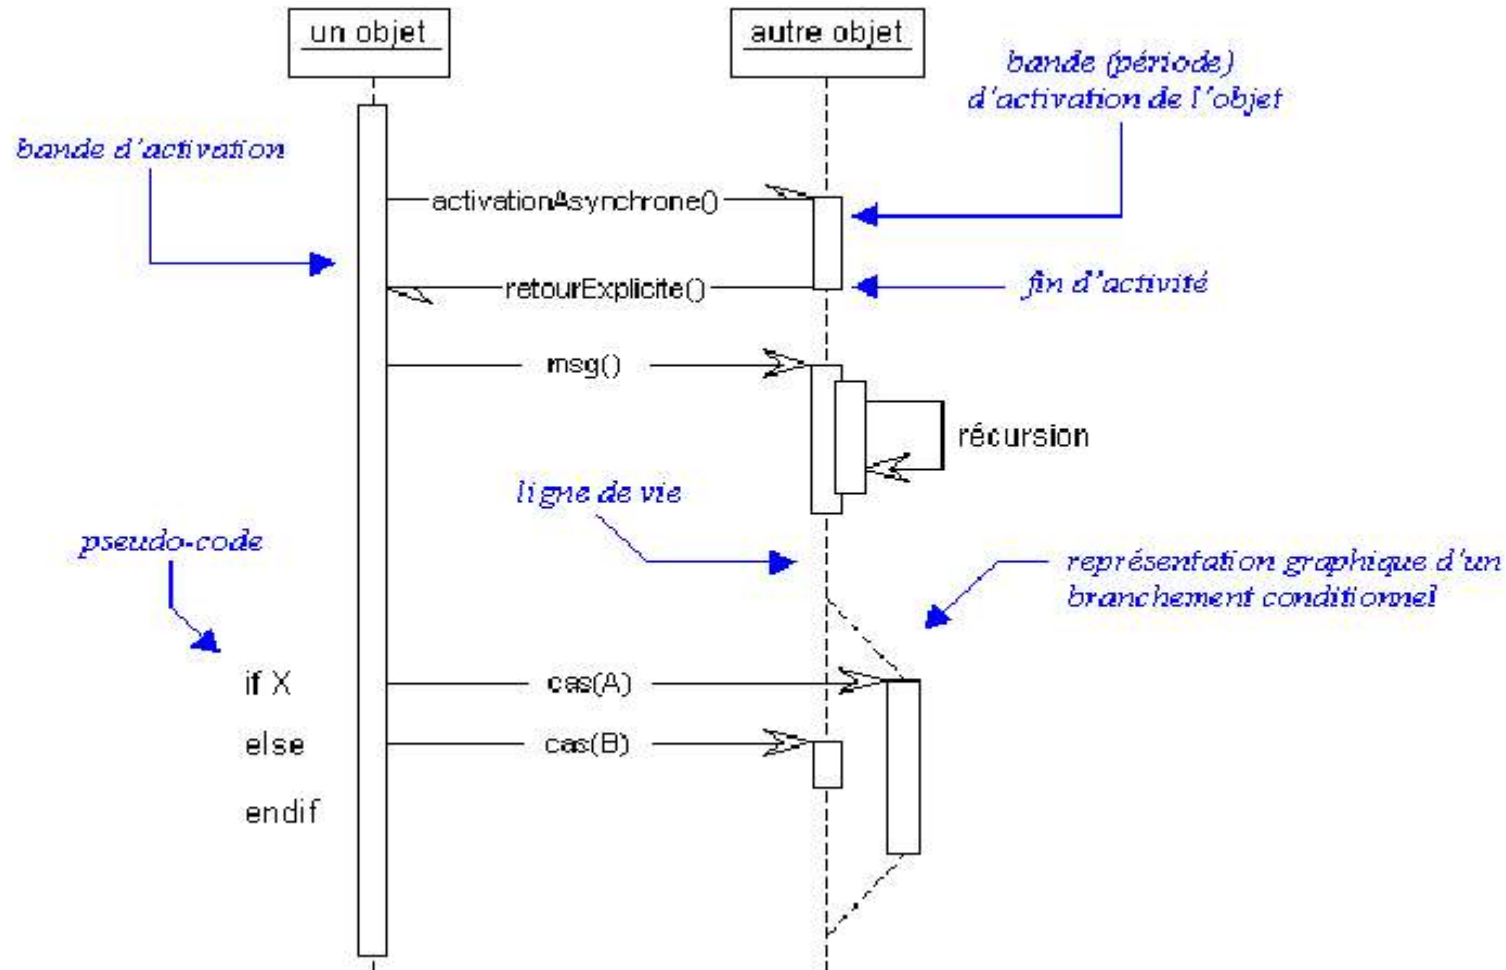 un objet
autre objet
bande (période)
d'activation de l'objet
bande d'activation
activationAsynchrone()
retourExplicite()
fin d'activité
msg()
récursion
ligne de vie
pseudo-code
représentation graphique d'un
branchement conditionnel
if X
cas(A)
else
cas(B)
endif